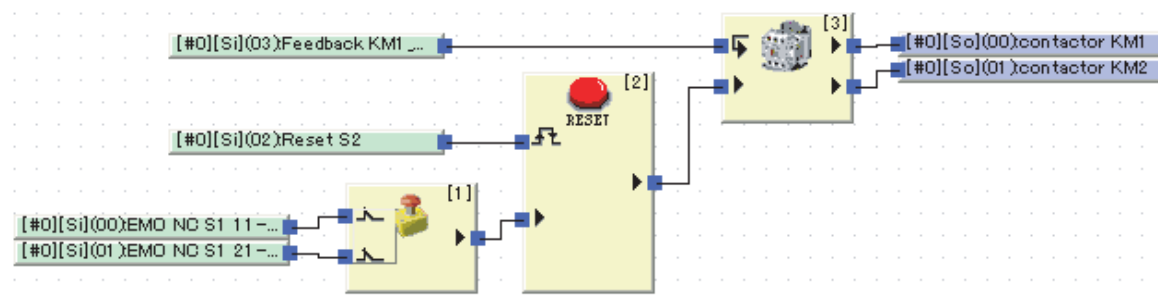 [3]
[#0][Si](03):Feedback KM1 _...
[#0][So](00):contactor KM1
[#0][So](01):contactor KM2
[2]
RESET
[#0][Si](02):Reset S2
[1]
[#0][Si](00):EMO NC S1 11-...
[#0][Si](01):EMO NC S1 21-...